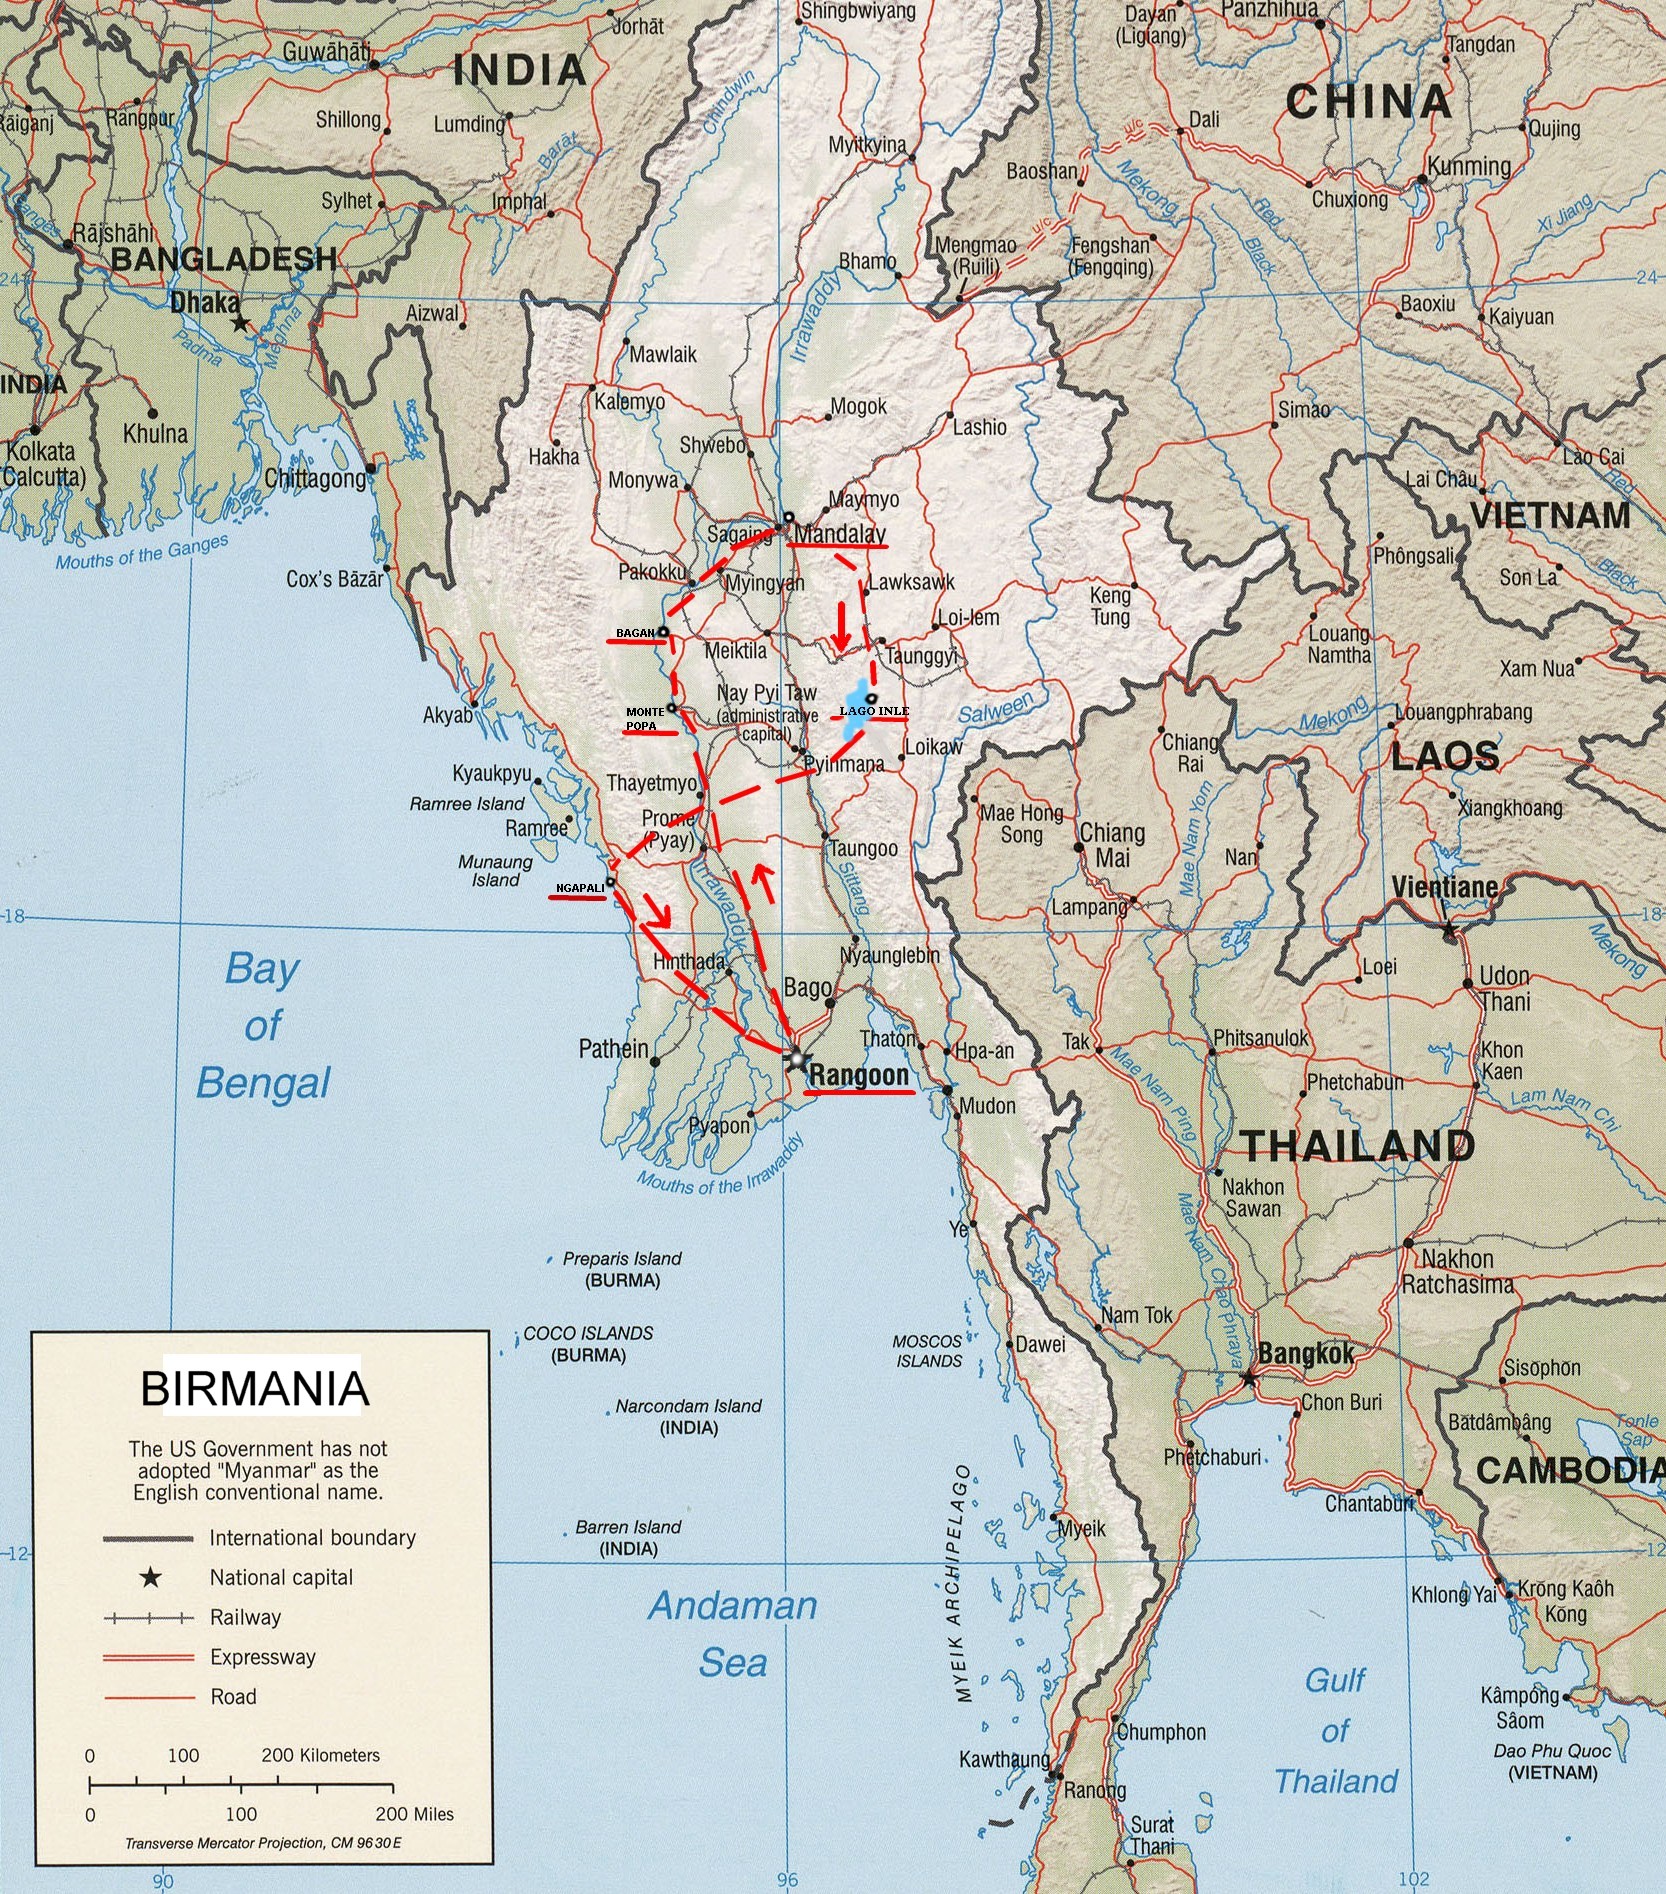 Shingbwiyang
Jorhāt
Dayan
(Ligiang)
Panzhihua
Tangdan
Guwāhāti
INDIA
CHINA
Rāiganj
Rangpur
Shillong
Lumding
Barāt
Chindwin
Myitkyina
u/c
Dali
Qujing
Baoshan
Mekong
Kunming
Chuxiong
Sylhet
Imphal
Red
Xi Jiang
Ganges
Rājshāhi
BANGLADESH
Mengmao
(Ruili)
u/c
Fengshan
(Fengqing)
Black
Bhamo
24
24
Dhaka
Meghna
Padma
Aizwal
Irrawaddy
Baoxiu
Kaiyuan
Mawlaik
INDIA
Kalemyo
Mogok
Simao
Khulna
Kolkata
(Calcutta)
Hakha
Shwebo
Lashio
Lao Cai
Chittagong
Monywa
Maymyo
Lai Châu
Red
Mouths of the Ganges
Sagaing
Mandalay
VIETNAM
Phôngsali
Cox's Bāzār
Pakokku
Myingyan
Lawksawk
Son La
Black
Keng
Tung
BAGAN
Loi-lem
Louang
Namtha
Meiktila
Taunggyi
Xam Nua
Akyab
MONTE
POPA
Nay Pyi Taw
(administrative
capital)
LAGO INLE
Salween
Mekong
Louangphrabang
Loikaw
Chiang
Rai
LAOS
Kyaukpyu
Thayetmyo
Pyinmana
Ramree Island
Ramree
Prome
(Pyay)
Mae Hong
Song
Chiang
Mai
Mae Nam Yom
Xiangkhoang
Munaung
Island
Taungoo
Nan
NGAPALI
Irrawaddy
Sittang
Lampang
Vientiane
18
18
Bay
of
Bengal
Hinthada
Nyaunglebin
Mekong
Loei
Udon
Thani
Bago
Pathein
Thaton
Hpa-an
Tak
Phitsanulok
Khon
Kaen
Rangoon
Mae Nam Ping
Phetchabun
Lam Nam Chi
Pyapon
Mudon
THAILAND
Mouths of the Irrawaddy
Nakhon
Sawan
Mae Nam Chao Phraya
Ye
Preparis Island
(BURMA)
Nakhon
Ratchasima
COCO ISLANDS
(BURMA)
MOSCOS
ISLANDS
Dawei
Nam Tok
Bangkok
Sisophon
BIRMANIA
Narcondam Island
(INDIA)
Chon Buri
Batdâmbâng
Tonle
Sap
The US Government has not
adopted "Myanmar" as the
English conventional name.
Phetchaburi
CAMBODIA
Chantaburi
International boundary
Barren Island
(INDIA)
MYEIK ARCHIPELAGO
Myeik
12
12
National capital
Andaman
Sea
Khlong Yai
Krŏng Kaôh
Kŏng
Railway
Expressway
Road
Gulf
of
Thailand
Kâmpóng
Sâom
Chumphon
Dao Phu Quoc
(VIETNAM)
0 100 200 Kilometers
0 100 200 Miles
Kawthaung
Ranong
Surat
Thani
Transverse Mercator Projection, CM 96 30 E
90
96
102